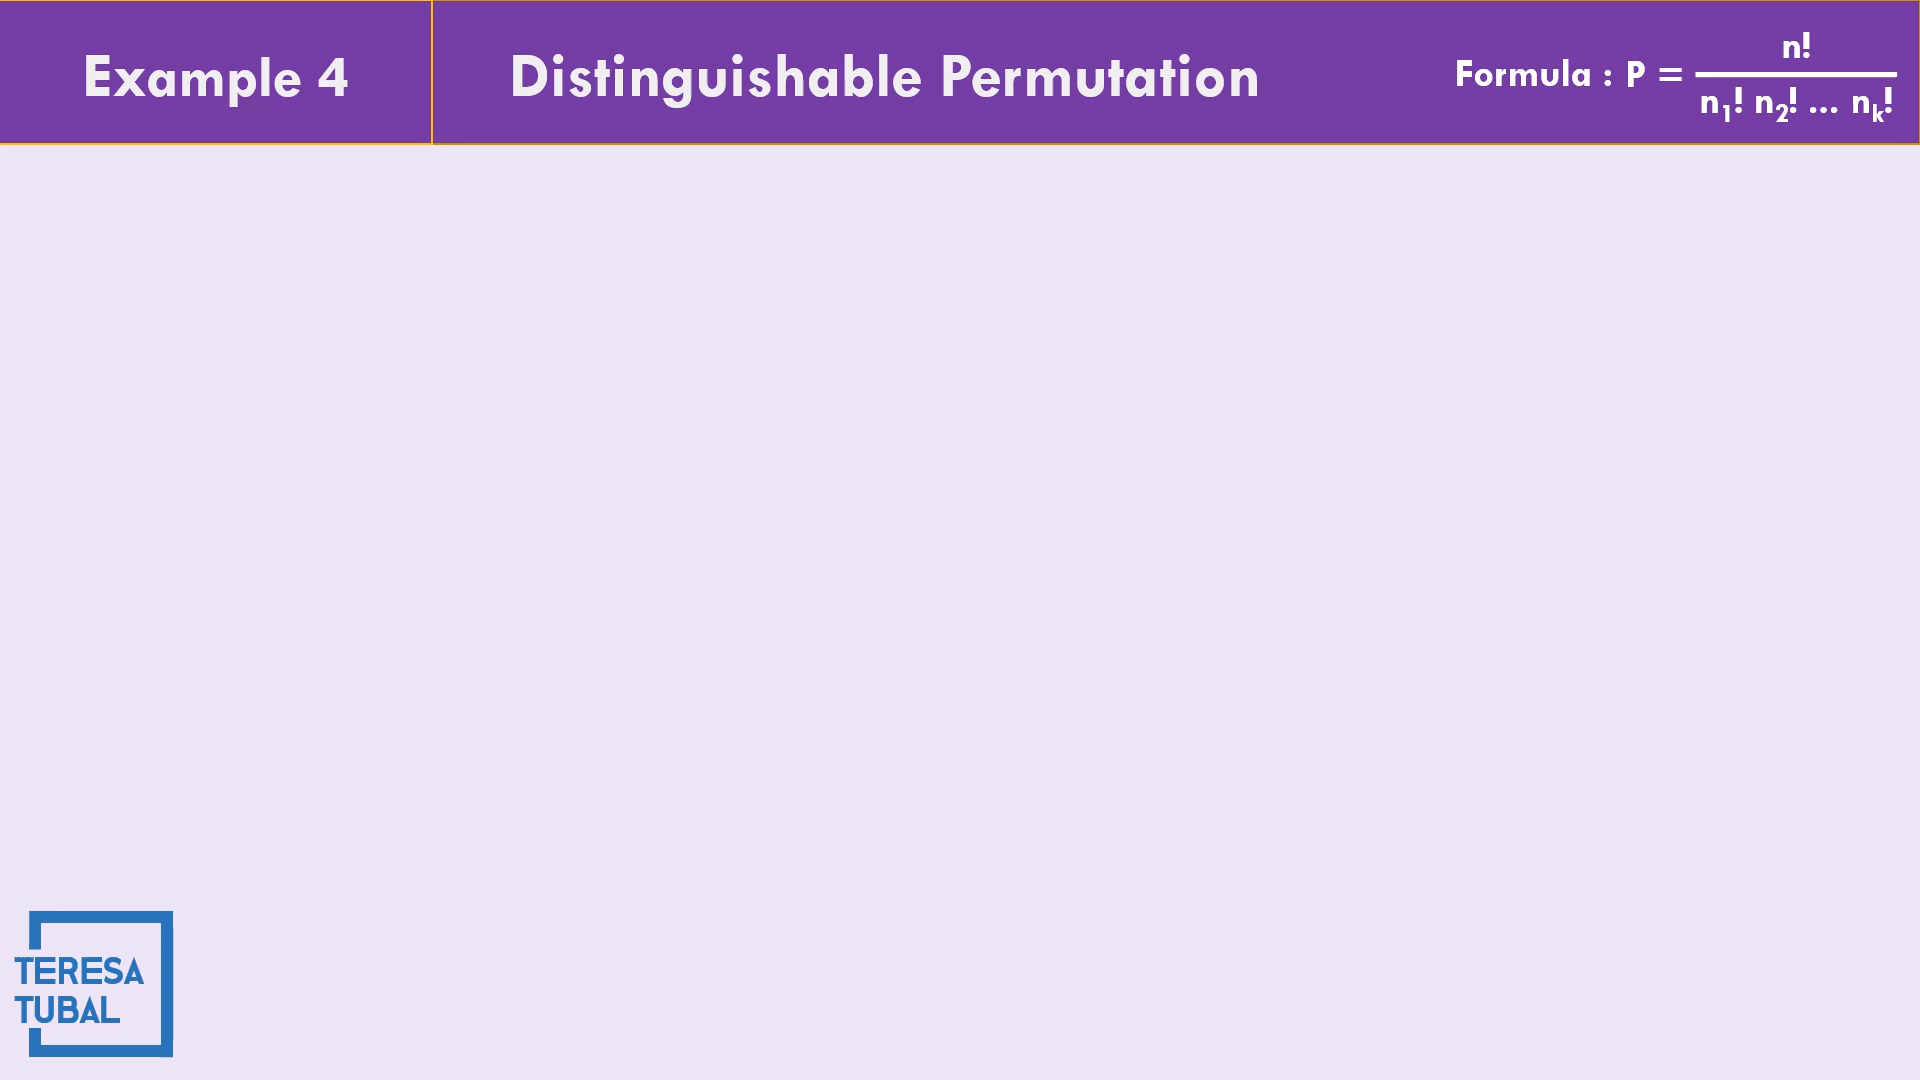 Example 4
Distinguishable Permutation
Formula : P = n! / n₁! n₂! ... nₖ!
TERESA
TUBAL